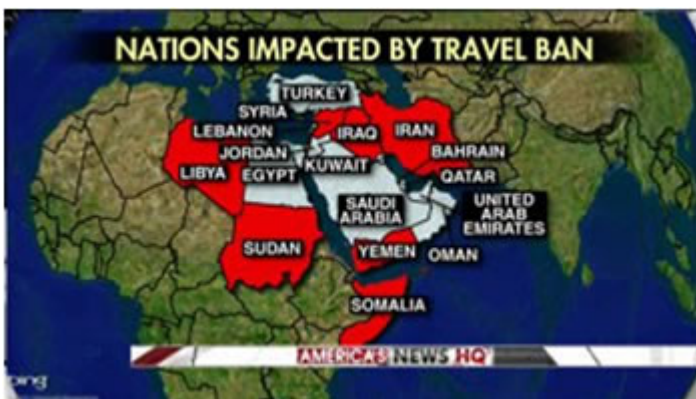 NATIONS IMPACTED BY TRAVEL BAN
TURKEY
SYRIA
LEBANON
IRAQ
IRAN
JORDAN
KUWAIT
BAHRAIN
LIBYA
EGYPT
QATAR
SAUDI
ARABIA
UNITED
ARAB
EMIRATES
SUDAN
YEMEN
OMAN
SOMALIA
AMERICA'S NEWS HQ
bing